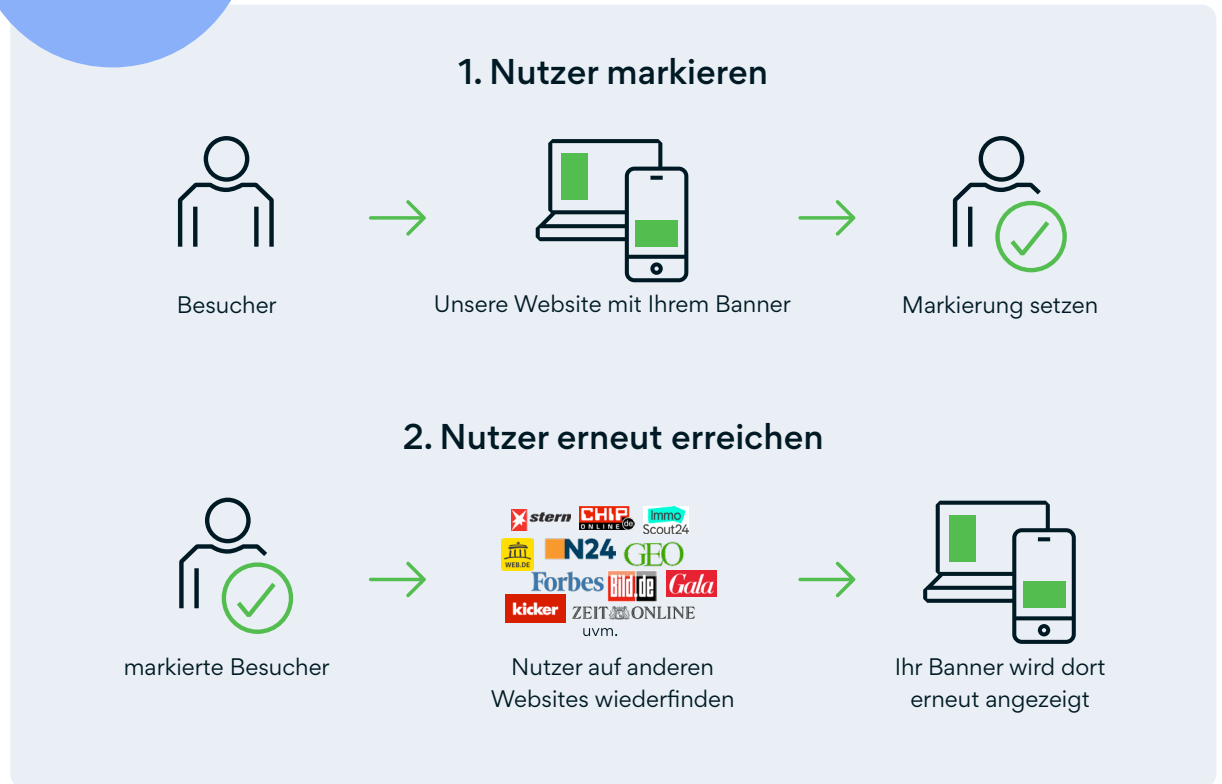 1. Nutzer markieren
Besucher
Unsere Website mit Ihrem Banner
Markierung setzen
2. Nutzer erneut erreichen
stern
CHIP
ONLINE
de
Immo
Scout24
WEB.DE
N24
GEO
Forbes
Bild.de
Gala
kicker
ZEIT ONLINE
uvm.
markierte Besucher
Nutzer auf anderen
Websites wiederfinden
Ihr Banner wird dort
erneut angezeigt